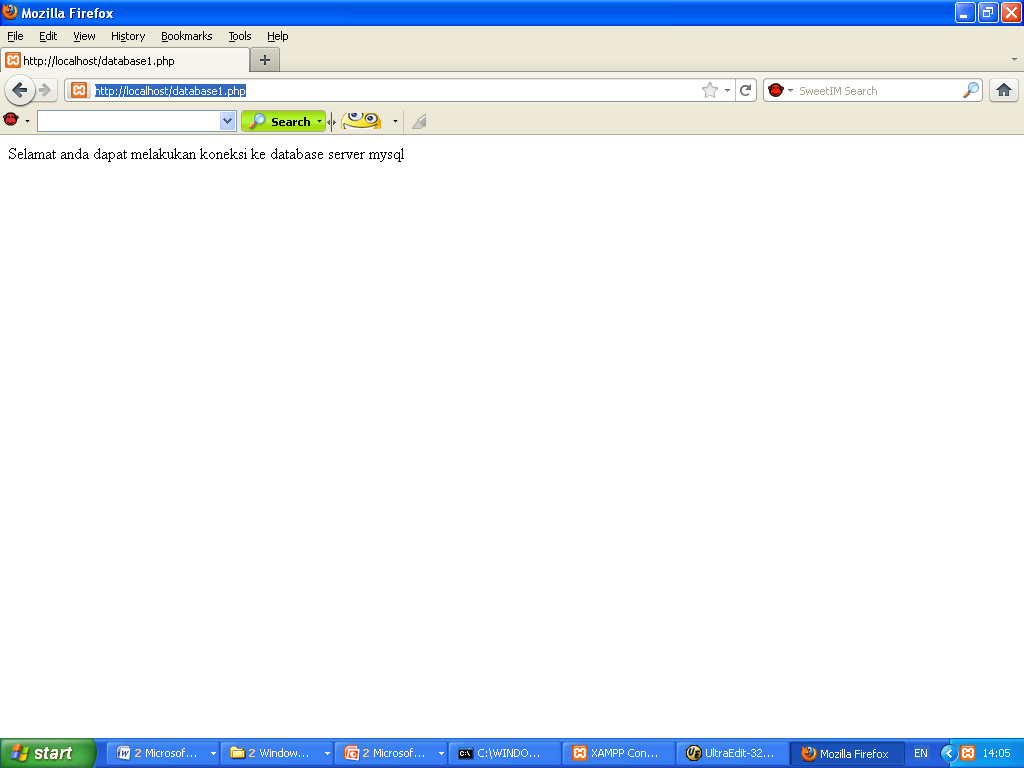 Mozilla Firefox
File Edit View History Bookmarks Tools Help
http://localhost/database1.php
http://localhost/database1.php SweetIM Search
Search
Selamat anda dapat melakukan koneksi ke database server mysql
start 2 Microsof... 2 Window... 2 Microsof... C:\WINDO... XAMPP Con... UltraEdit-32... Mozilla Firefox EN 14:05